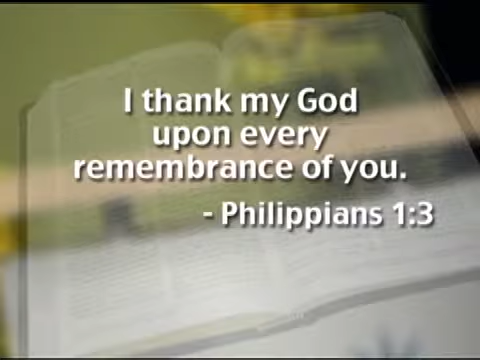 I thank my God
upon every
remembrance of you.
- Philippians 1:3